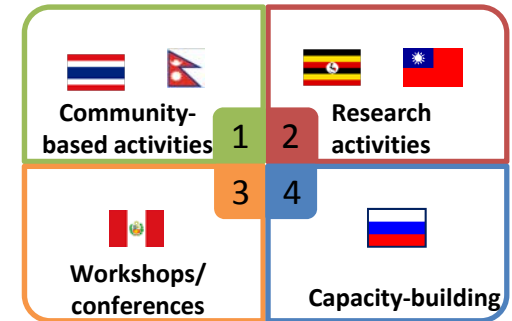 Community-
based activities
1
2
Research
activities
3
4
Workshops/
conferences
Capacity-building